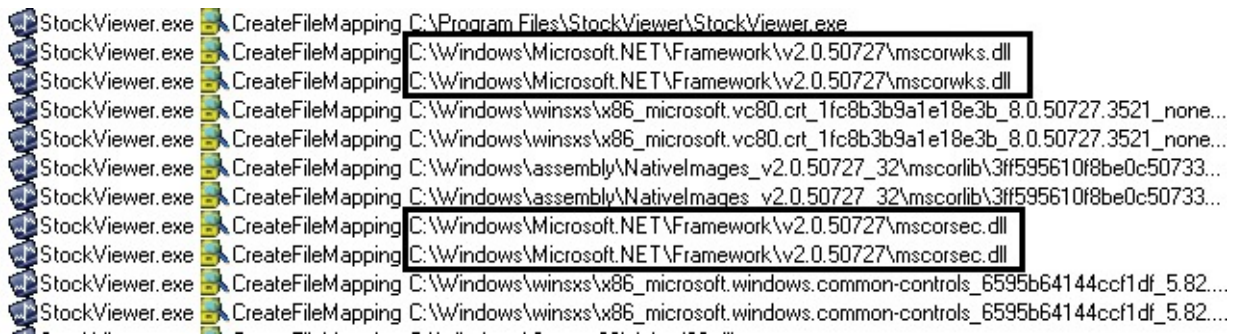 StockViewer.exe CreateFileMapping C:\Program Files\StockViewer\StockViewer.exe
StockViewer.exe CreateFileMapping C:\Windows\Microsoft.NET\Framework\v2.0.50727\mscorwks.dll
StockViewer.exe CreateFileMapping C:\Windows\Microsoft.NET\Framework\v2.0.50727\mscorwks.dll
StockViewer.exe CreateFileMapping C:\Windows\winsxs\x86_microsoft.vc80.crt_1fc8b3b9a1e18e3b_8.0.50727.3521_none...
StockViewer.exe CreateFileMapping C:\Windows\winsxs\x86_microsoft.vc80.crt_1fc8b3b9a1e18e3b_8.0.50727.3521_none...
StockViewer.exe CreateFileMapping C:\Windows\assembly\NativeImages_v2.0.50727_32\mscorlib\3ff595610f8be0c50733...
StockViewer.exe CreateFileMapping C:\Windows\assembly\NativeImages_v2.0.50727_32\mscorlib\3ff595610f8be0c50733...
StockViewer.exe CreateFileMapping C:\Windows\Microsoft.NET\Framework\v2.0.50727\mscorsec.dll
StockViewer.exe CreateFileMapping C:\Windows\Microsoft.NET\Framework\v2.0.50727\mscorsec.dll
StockViewer.exe CreateFileMapping C:\Windows\winsxs\x86_microsoft.windows.common-controls_6595b64144ccf1df_5.82....
StockViewer.exe CreateFileMapping C:\Windows\winsxs\x86_microsoft.windows.common-controls_6595b64144ccf1df_5.82....